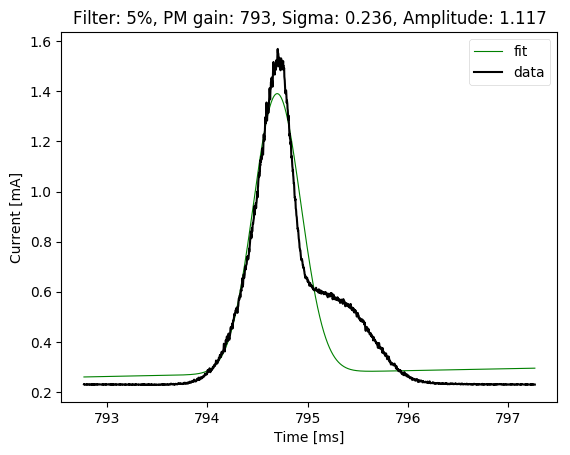 Filter: 5%, PM gain: 793, Sigma: 0.236, Amplitude: 1.117
fit
data
Current [mA]
1.6
1.4
1.2
1.0
0.8
0.6
0.4
0.2
793
794
795
796
797
Time [ms]